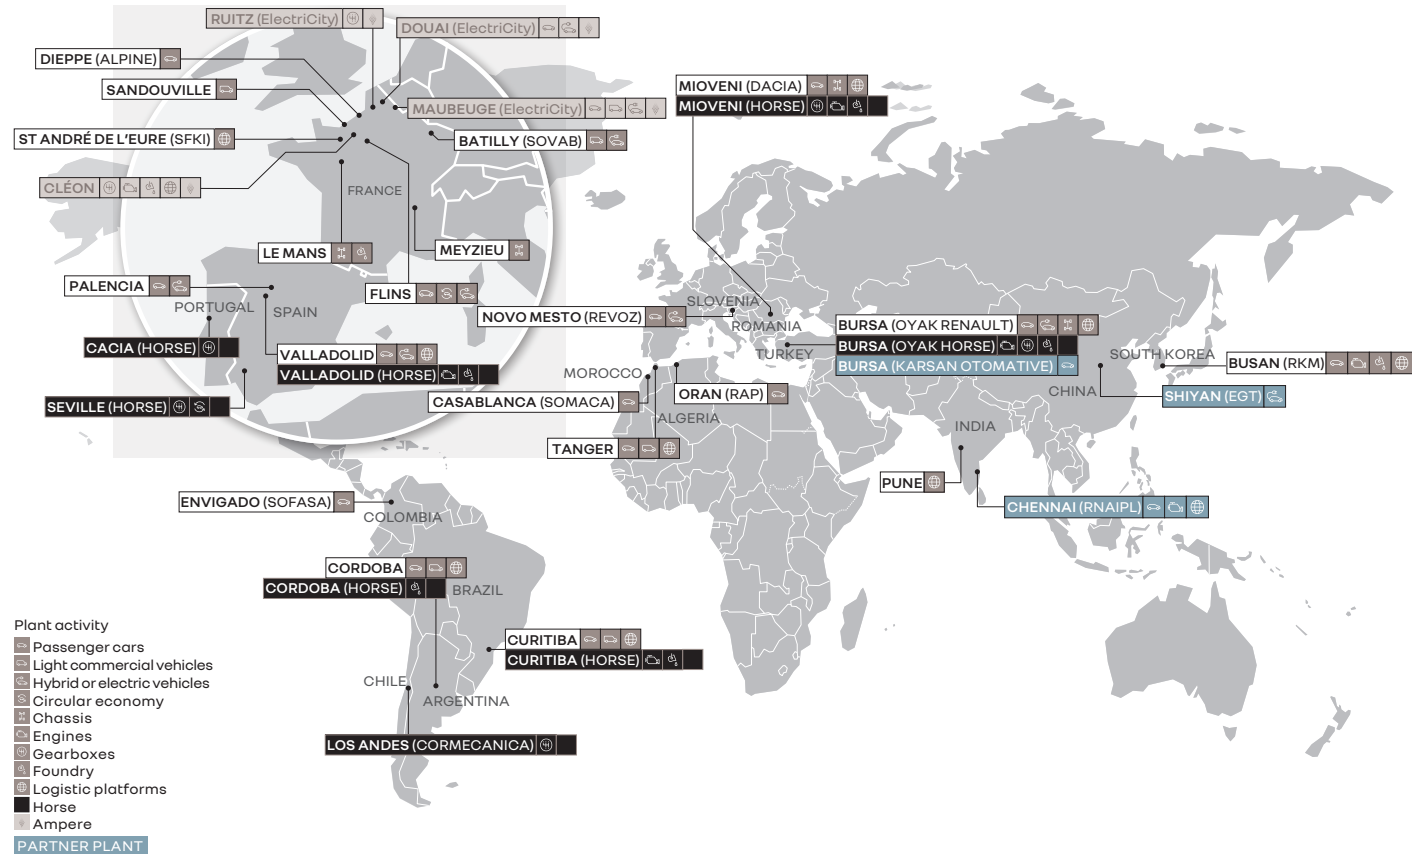 RUITZ (ElectriCity)
DOUAI (ElectriCity)
DIEPPE (ALPINE)
SANDOUVILLE
MAUBEUGE (ElectriCity)
MIOVENI (DACIA)
MIOVENI (HORSE)
ST ANDRÉ DE L'EURE (SFKI)
BATILLY (SOVAB)
CLÉON
FRANCE
LE MANS
MEYZIEU
PALENCIA
FLINS
PORTUGAL
SPAIN
SLOVENIA
NOVO MESTO (REVOZ)
ROMANIA
BURSA (OYAK RENAULT)
BURSA (OYAK HORSE)
BURSA (KARSAN OTOMATIVE)
TURKEY
CACIA (HORSE)
VALLADOLID
VALLADOLID (HORSE)
SOUTH KOREA
BUSAN (RKM)
MOROCCO
CHINA
SHIYAN (EGT)
SEVILLE (HORSE)
CASABLANCA (SOMACA)
ORAN (RAP)
ALGERIA
INDIA
TANGER
PUNE
CHENNAI (RNAIPL)
ENVIGADO (SOFASA)
COLOMBIA
CORDOBA
CORDOBA (HORSE)
BRAZIL
CURITIBA
CURITIBA (HORSE)
CHILE
ARGENTINA
LOS ANDES (CORMECANICA)
Plant activity
Passenger cars
Light commercial vehicles
Hybrid or electric vehicles
Circular economy
Chassis
Engines
Gearboxes
Foundry
Logistic platforms
Horse
Ampere
PARTNER PLANT